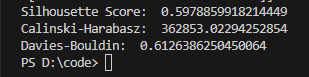 Silhouette Score:  0.5978859918214449
Calinski-Harabasz:  362853.02294252854
Davies-Bouldin:  0.6126386250450064
PS D:\code>